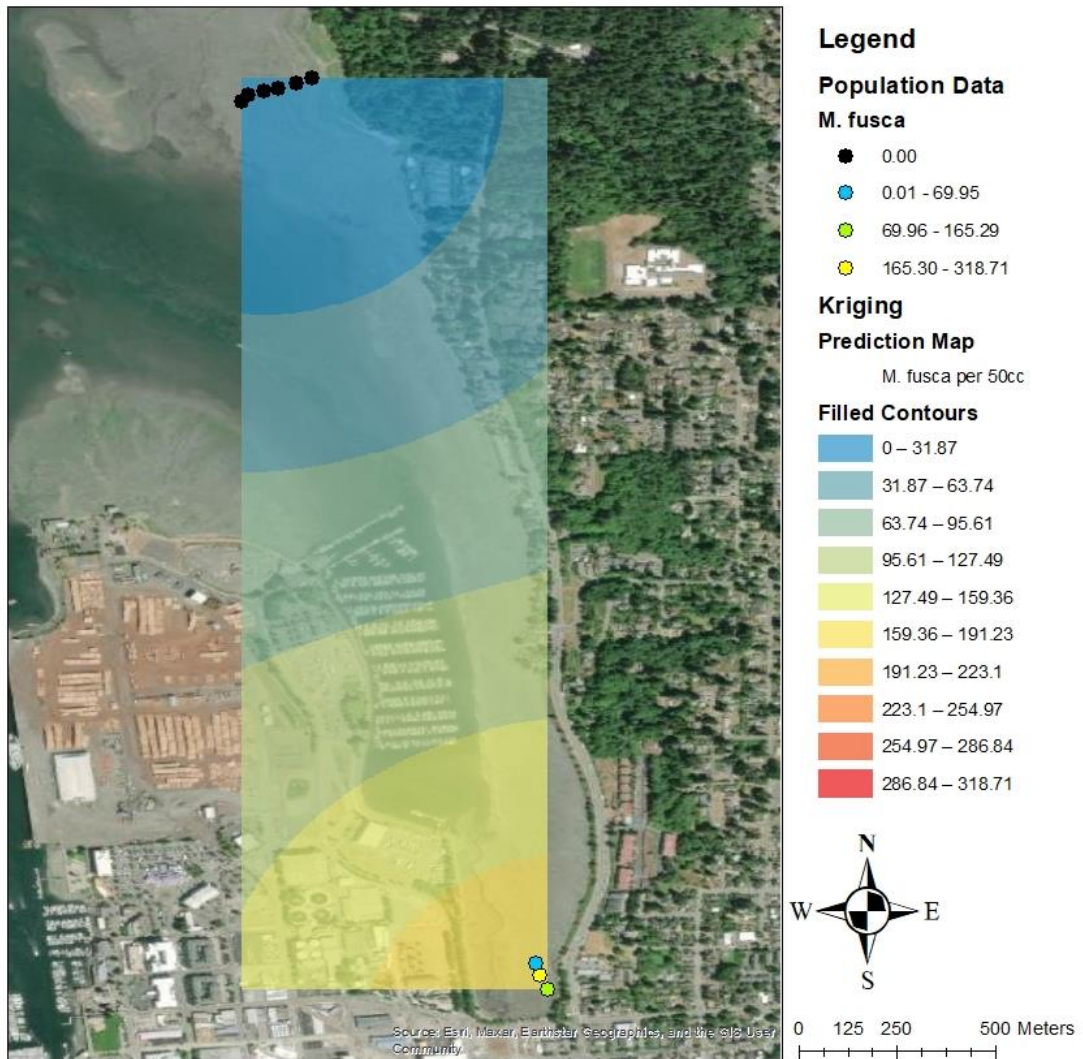 Legend
Population Data
M. fusca
0.00
0.01 - 69.95
69.96 - 165.29
165.30 - 318.71
Kriging
Prediction Map
M. fusca per 50cc
Filled Contours
0 – 31.87
31.87 – 63.74
63.74 – 95.61
95.61 – 127.49
127.49 – 159.36
159.36 – 191.23
191.23 – 223.1
223.1 – 254.97
254.97 – 286.84
286.84 – 318.71
N
W E
S
0 125 250 500 Meters
Source: Esri, Maxar, Earthstar Geographics, and the GIS User
Community